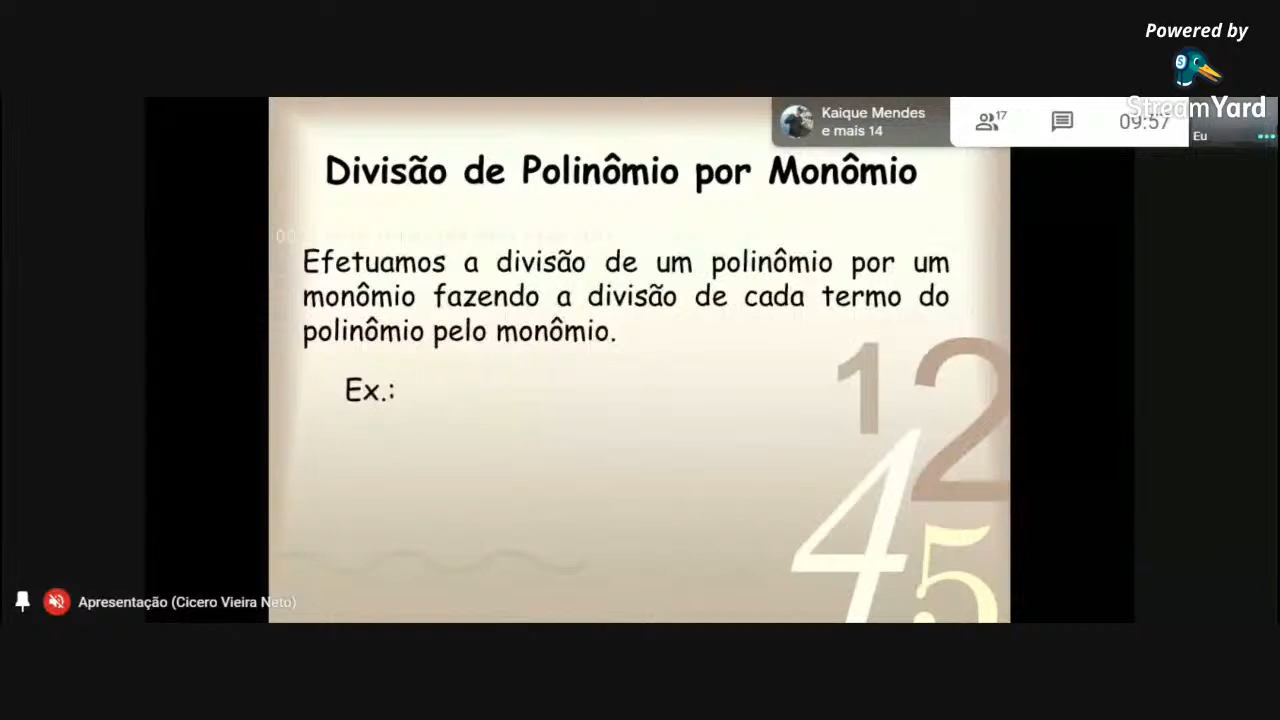 Powered by
StreamYard
Kaique Mendes
e mais 14
17
09:57
Eu
Divisão de Polinômio por Monômio
Efetuamos a divisão de um polinômio por um
monômio fazendo a divisão de cada termo do
polinômio pelo monômio.
Ex.:
12
4
5
Apresentação (Cicero Vieira Neto)